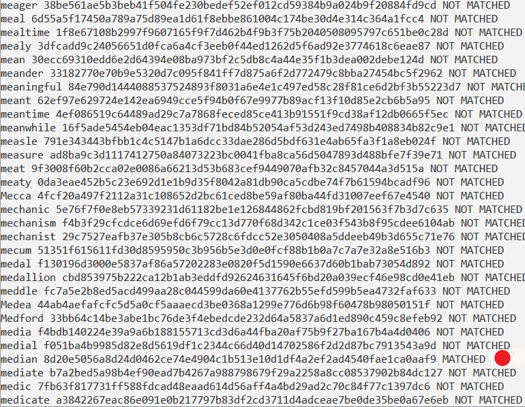 meager 38be561ae5b3beb41f504fe230bedef52ef012cd59384b9a024b9f20884fd9cd NOT MATCHED
meal 6d55a5f17450a789a75d89ea1d61f8ebbe861004c174be30d4e314c364a1fcc4 NOT MATCHED
mealtime 1f8e67108b2997f9607165f9f7d462b4f9b3f75b2040508095797c651be0c28d NOT MATCHED
mealy 3dfcadd9c24056651d0fca6a4cf3eeb0f44ed1262d5f6ad92e3774618c6eae87 NOT MATCHED
mean 30ecc69310edd6e2d64394e08ba973bf2c5db8c4a44e35f1b3dea002debe124d NOT MATCHED
meander 33182770e70b9e5320d7c095f841ff7d875a6f2d772479c8bba27454bc5f2962 NOT MATCHED
meaningful 84e790d1444088537524893f8031a6e4e1c497ed58c28f81ce6d2bf3b55223d7 NOT MATCHED
meant 62ef97e629724e142ea6949cce5f94b0f67e9977b89acf13f10d85e2cb6b5a95 NOT MATCHED
meantime 4ef086519c64489ad29c7a7868feced85ce413b91551f9cd38af12db0665f5ec NOT MATCHED
meanwhile 16f5ade5454eb04eac1353df71bd84b52054af53d243ed7498b408834b82c9e1 NOT MATCHED
measle 791e343443bfbb1c4c5147b1a6dcc33dae286d5bdf631e4ab65fa3f1a8eb024f NOT MATCHED
measure ad8ba9c3d1117412750a84073223bc0041fba8ca56d5047893d488bfe7f39e71 NOT MATCHED
meat 9f3008f60b2cca02e0086a66213d53b683cef9449070afb32c8457044a3d515a NOT MATCHED
meaty 0da3eae452b5c23e692d1e1b9d35f8042a81db90ca5cdbe74f7b61594bcadf96 NOT MATCHED
Mecca 4fcf20a497f2112a31c108652d2bc61ced8be59af80ba44fd31007eef67e4540 NOT MATCHED
mechanic 5e76f7f0e8eb57339231d61182be1e126844862fcbd819bf201563f7b3d7c635 NOT MATCHED
mechanism f4b3f29cfcdce6d69efd6f79cc13d770f68d342c1ce03f543b8f95cdee6104ab NOT MATCHED
mechanist 29c7527eafb37e305b8cb6c5728c6fdcc52e3050408a5ddeeb49b3d655c71e76 NOT MATCHED
mecum 51351f615611fd30d8595950c3b956b5e3d0e0fcf88b1b0a7c7a7e32a8e516b3 NOT MATCHED
medal f130196d3000e5837af86a57202283e0820f5d1590e6637d60b1bab73054d892 NOT MATCHED
medallion cbd853975b222ca12b1ab3eddfd92624631645f6bd20a039ecf46e98cd0e41eb NOT MATCHED
meddle fc7a5e2b8ed5acd499aa28c044599da60e4137762b55efd599b5ea4732faf633 NOT MATCHED
Medea 44ab4aefafcfc5d5a0cf5aaaecd3be0368a1299e776d6b98f60478b98050151f NOT MATCHED
Medford 33bb64c14be3abe1bc76de3f4ebedcde232d64a5837a6d1ed890c459c8efeb92 NOT MATCHED
media f4bdb140224e39a9a6b188155713cd3d6a44fba20af75b9f27ba167b4a4d0406 NOT MATCHED
medial f051ba4b9985d82e8d5619df1c2344c66d40d14702586f2d2d87bc7913543a9d NOT MATCHED
median 8d20e5056a8d24d0462ce74e4904c1b513e10d1df4a2ef2ad4540fae1ca0aaf9 MATCHED
mediate b7a2bed5a98b4ef90ead7b4267a988798679f29a2258a8cc08537902b84dc127 NOT MATCHED
medic 7fb63f817731ff588fdcad48eaad614d56aff4a4bd29ad2c70c84f77c1397dc6 NOT MATCHED
medicate a3842267eac86e091e0b217797b83df2cd3711d4adceae7be0de35be0a67e6eb NOT MATCHED